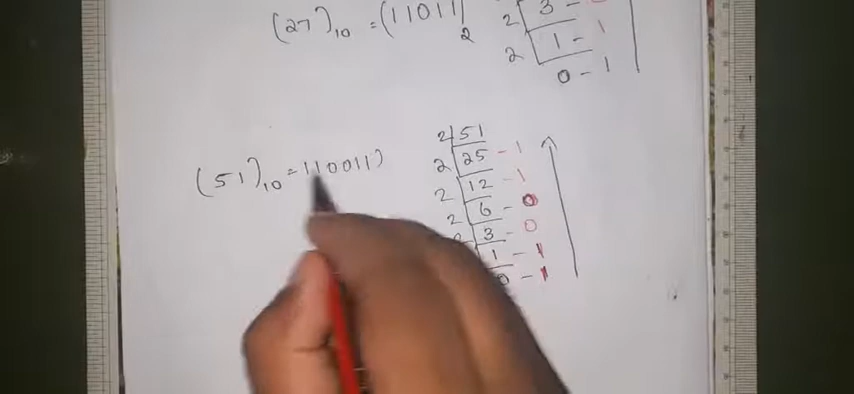 (27)₁₀ = (11011)₂
2 3 -
2 1 - 1
0 - 1
(51)₁₀ = 110011)
2 51
2 25 - 1
2 12 - 1
2 6 - 0
2 3 - 0
1 - 1
0 - 1